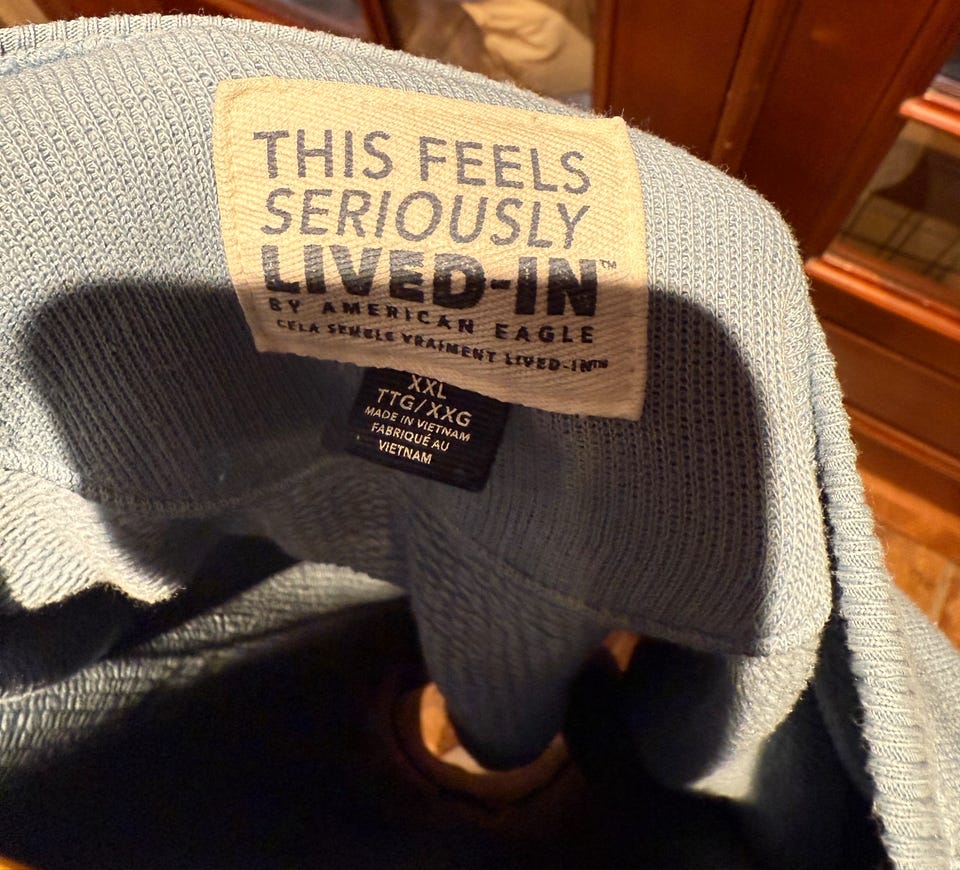 THIS FEELS
SERIOUSLY
LIVED-IN™
BY AMERICAN EAGLE
CELA SEMBLE VRAIMENT LIVED-IN™
XXL
TTG/XXG
MADE IN VIETNAM
FABRIQUÉ AU
VIETNAM